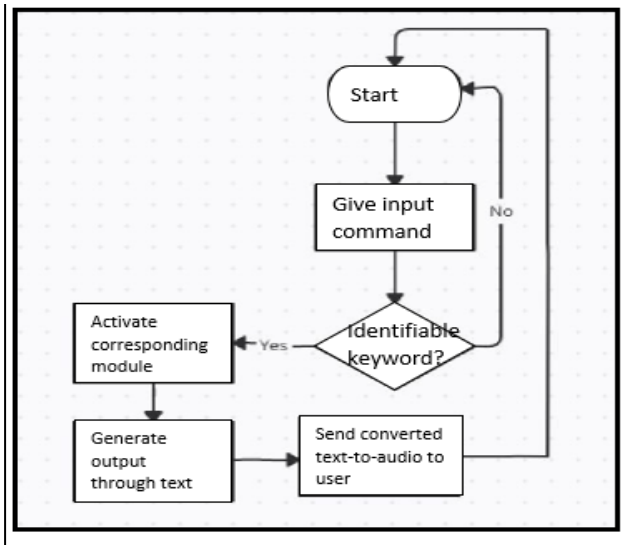 Start
Give input
command
No
Identifiable
keyword?
Yes
Activate
corresponding
module
Generate
output
through text
Send converted
text-to-audio to
user